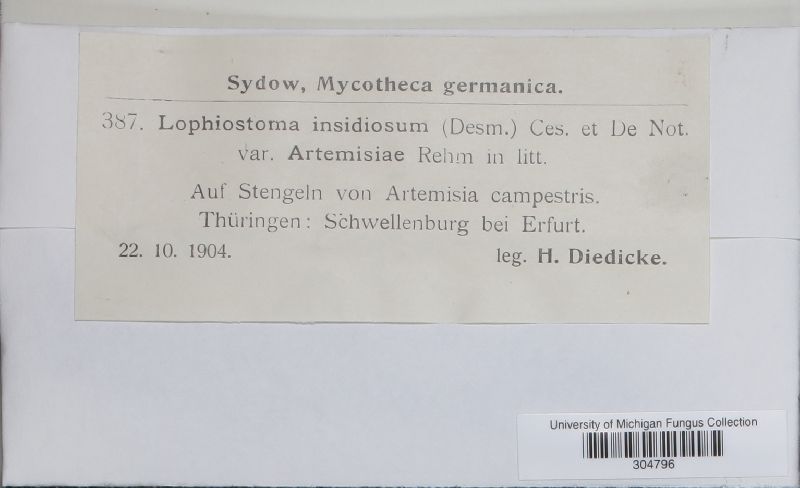 Sydow, Mycotheca germanica.
387. Lophiostoma insidiosum (Desm.) Ces. et De Not.
var. Artemisiae Rehm in litt.
Auf Stengeln von Artemisia campestris.
Thüringen: Schwellenburg bei Erfurt.
22. 10. 1904. leg. H. Diedicke.
University of Michigan Fungus Collection
304796